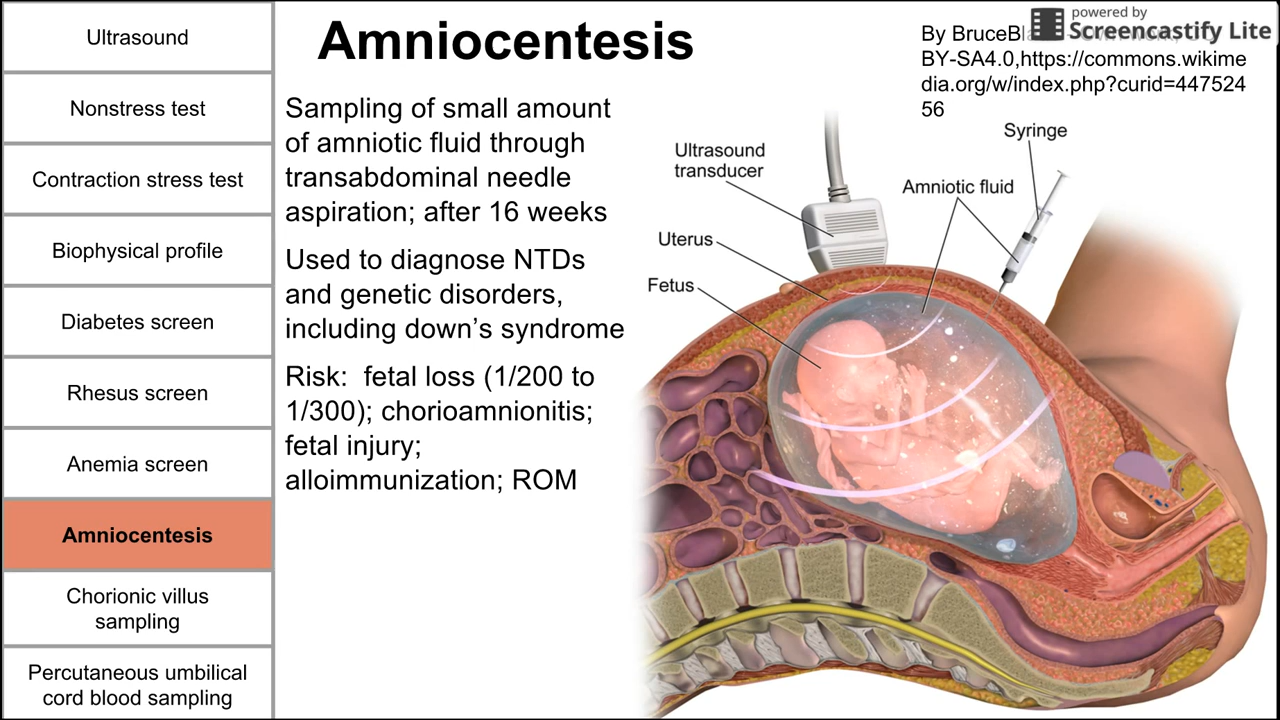 Ultrasound
Nonstress test
Contraction stress test
Biophysical profile
Diabetes screen
Rhesus screen
Anemia screen
Amniocentesis
Chorionic villus
sampling
Percutaneous umbilical
cord blood sampling
Amniocentesis
Sampling of small amount
of amniotic fluid through
transabdominal needle
aspiration; after 16 weeks
Used to diagnose NTDs
and genetic disorders,
including down's syndrome
Risk:  fetal loss (1/200 to
1/300); chorioamnionitis;
fetal injury;
alloimmunization; ROM
powered by
Screencastify Lite
By
BY-SA4.0,https://commons.wikime
dia.org/w/index.php?curid=447524
56
Syringe
Ultrasound
transducer
Amniotic fluid
Uterus
Fetus